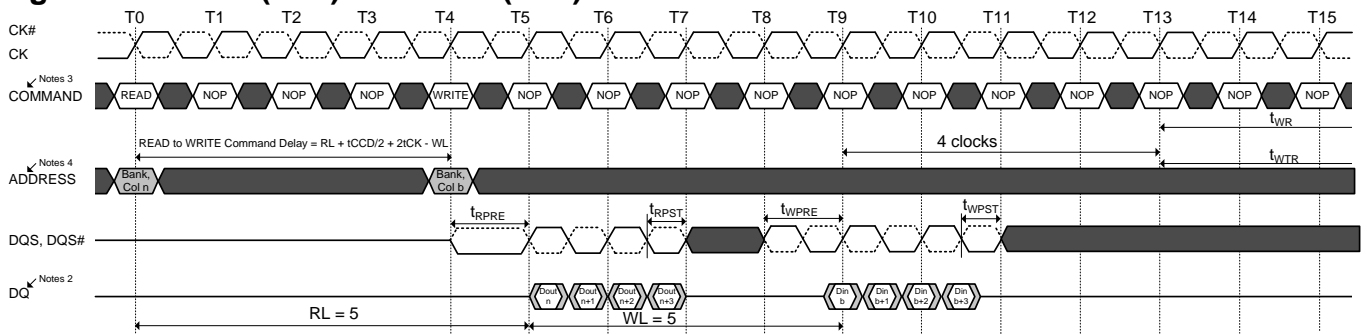 T0 T1 T2 T3 T4 T5 T6 T7 T8 T9 T10 T11 T12 T13 T14 T15
CK#
CK
Notes 3
COMMAND READ NOP NOP NOP WRITE NOP NOP NOP NOP NOP NOP NOP NOP NOP NOP NOP
tWR
READ to WRITE Command Delay = RL + tCCD/2 + 2tCK - WL
4 clocks
tWTR
Notes 4
ADDRESS
Bank, Col n
Bank, Col b
tRPRE tRPST tWPRE tWPST
DQS, DQS#
Notes 2
DQ
Dout n
Dout n+1
Dout n+2
Dout n+3
Din b
Din b+1
Din b+2
Din b+3
RL = 5 WL = 5